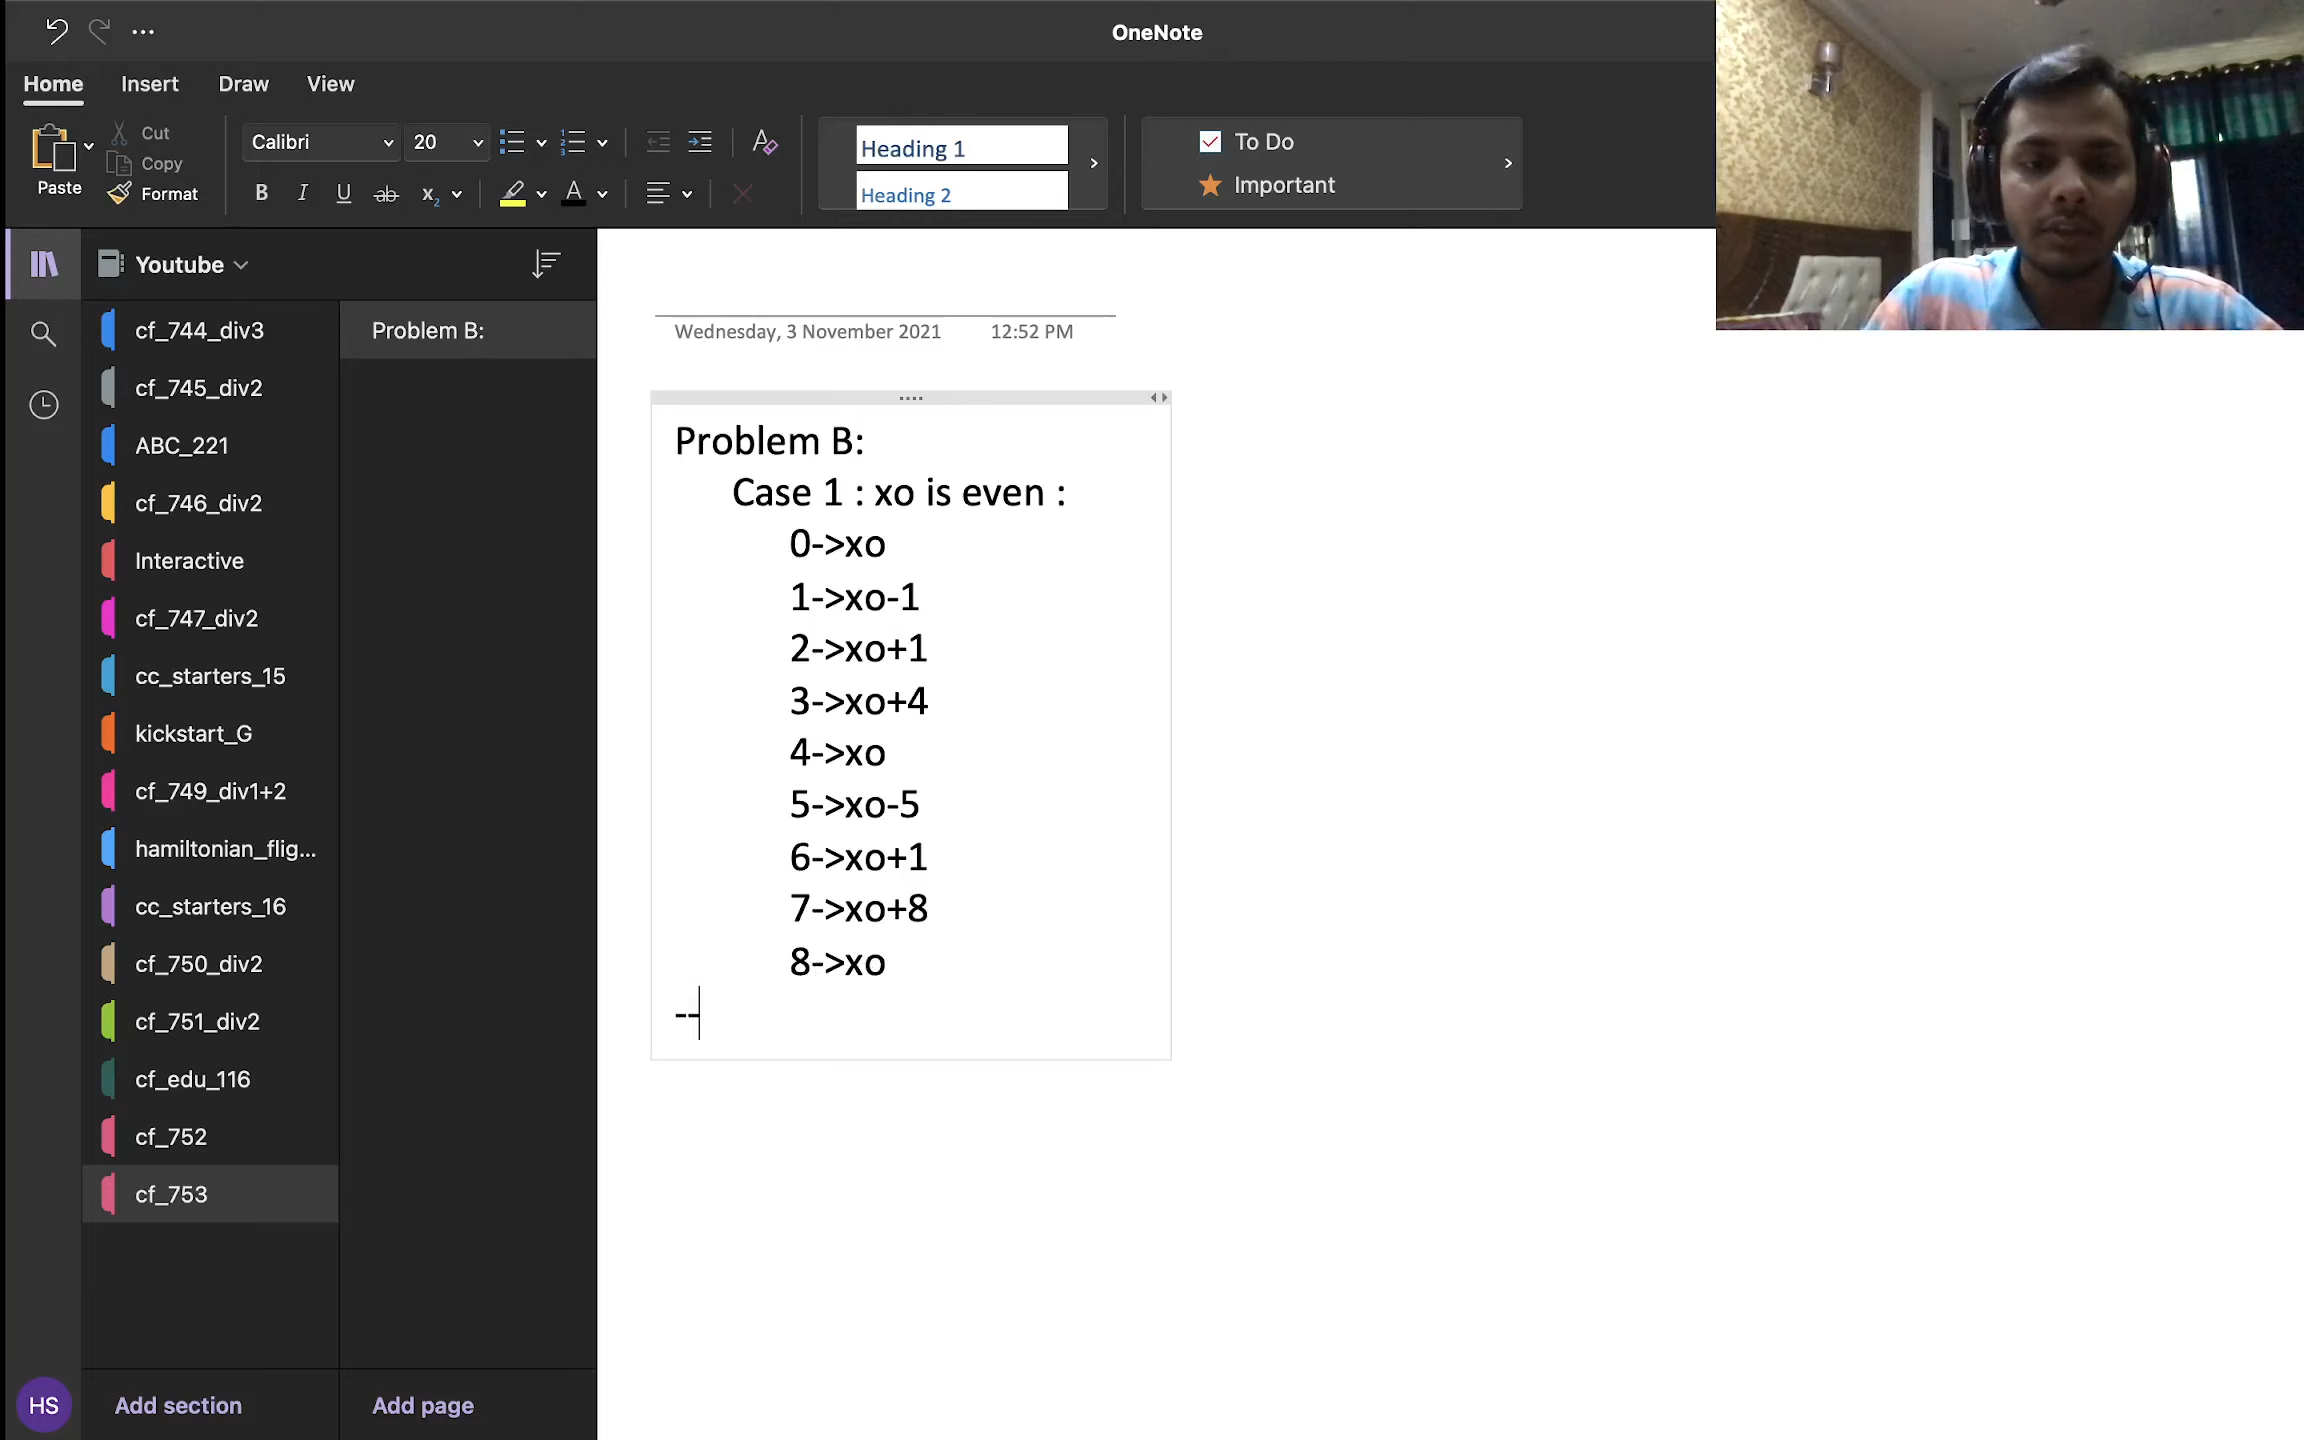 OneNote
Home Insert Draw View
Paste
Cut
Copy
Format
Calibri 20
Heading 1
Heading 2
To Do
Important
Youtube
cf_744_div3
cf_745_div2
ABC_221
cf_746_div2
Interactive
cf_747_div2
cc_starters_15
kickstart_G
cf_749_div1+2
hamiltonian_flig...
cc_starters_16
cf_750_div2
cf_751_div2
cf_edu_116
cf_752
cf_753
Problem B:
Wednesday, 3 November 2021 12:52 PM
Problem B:
Case 1 : xo is even :
0->xo
1->xo-1
2->xo+1
3->xo+4
4->xo
5->xo-5
6->xo+1
7->xo+8
8->xo
--
HS
Add section
Add page